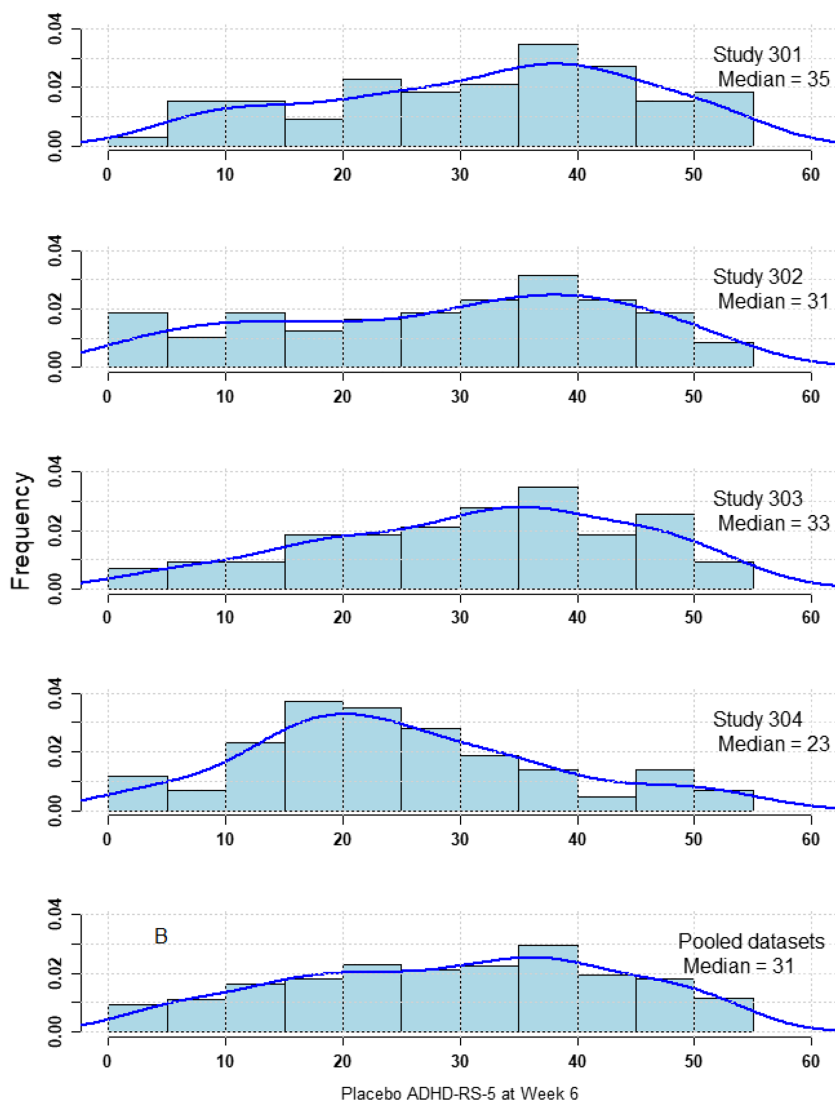 0.04
0.02
0.00
Study 301
Median = 35
0 10 20 30 40 50 60
0.04
0.02
0.00
Study 302
Median = 31
0 10 20 30 40 50 60
Frequency
0.04
0.02
0.00
Study 303
Median = 33
0 10 20 30 40 50 60
0.04
0.02
0.00
Study 304
Median = 23
0 10 20 30 40 50 60
0.04
0.02
0.00
B
Pooled datasets
Median = 31
0 10 20 30 40 50 60
Placebo ADHD-RS-5 at Week 6